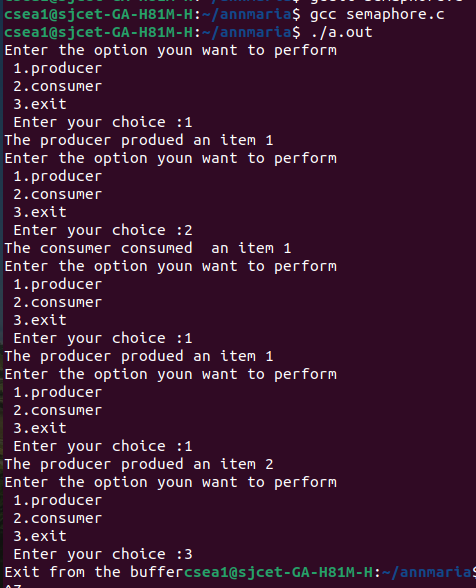 csea1@sjcet-GA-H81M-H:~/annmaria$ gcc semaphore.c
csea1@sjcet-GA-H81M-H:~/annmaria$ ./a.out
Enter the option youn want to perform
 1.producer
 2.consumer
 3.exit
 Enter your choice :1
The producer produed an item 1
Enter the option youn want to perform
 1.producer
 2.consumer
 3.exit
 Enter your choice :2
The consumer consumed  an item 1
Enter the option youn want to perform
 1.producer
 2.consumer
 3.exit
 Enter your choice :1
The producer produed an item 1
Enter the option youn want to perform
 1.producer
 2.consumer
 3.exit
 Enter your choice :1
The producer produed an item 2
Enter the option youn want to perform
 1.producer
 2.consumer
 3.exit
 Enter your choice :3
Exit from the buffercsea1@sjcet-GA-H81M-H:~/annmaria$